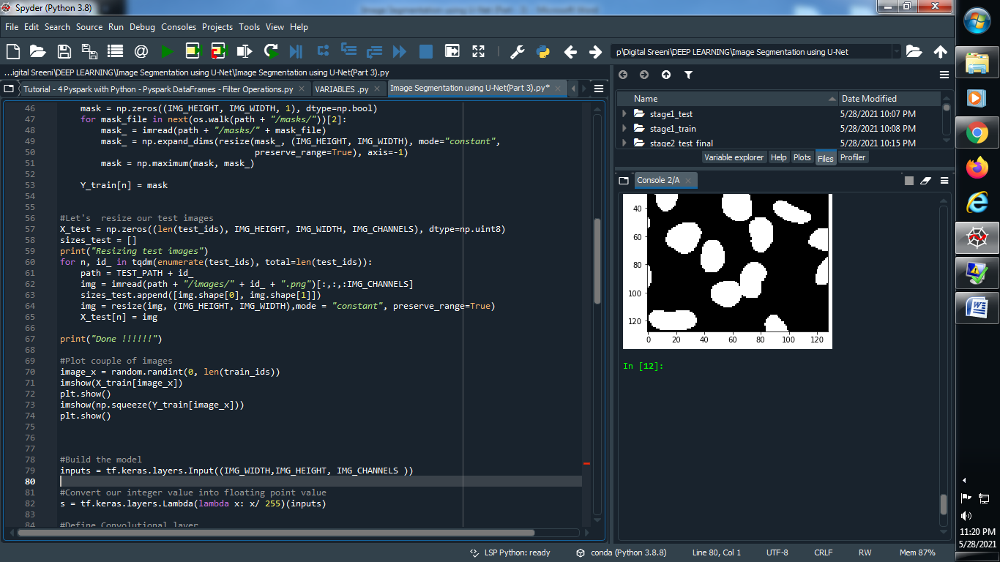 Spyder (Python 3.8)
File Edit Search Source Run Debug Consoles Projects Tools View Help
p\Digital Sreeni\DEEP LEARNING\Image Segmentation using U-Net
...igital Sreeni\DEEP LEARNING\Image Segmentation using U-Net\Image Segmentation using U-Net(Part 3).py
Tutorial - 4 Pyspark with Python - Pyspark DataFrames - Filter Operations.py
VARIABLES .py
Image Segmentation using U-Net(Part 3).py*
46 mask = np.zeros((IMG_HEIGHT, IMG_WIDTH, 1), dtype=np.bool)
47 for mask_file in next(os.walk(path + "/masks/"))[2]:
48 mask_ = imread(path + "/masks/" + mask_file)
49 mask_ = np.expand_dims(resize(mask_, (IMG_HEIGHT, IMG_WIDTH), mode="constant",
50 preserve_range=True), axis=-1)
51 mask = np.maximum(mask, mask_)
52
53 Y_train[n] = mask
54
55
56 #Let's  resize our test images
57 X_test = np.zeros((len(test_ids), IMG_HEIGHT, IMG_WIDTH, IMG_CHANNELS), dtype=np.uint8)
58 sizes_test = []
59 print("Resizing test images")
60 for n, id_ in tqdm(enumerate(test_ids), total=len(test_ids)):
61 path = TEST_PATH + id_
62 img = imread(path + "/images/" + id_ + ".png")[:,:,:IMG_CHANNELS]
63 sizes_test.append([img.shape[0], img.shape[1]])
64 img = resize(img, (IMG_HEIGHT, IMG_WIDTH),mode = "constant", preserve_range=True)
65 X_test[n] = img
66
67 print("Done !!!!!!")
68
69 #Plot couple of images
70 image_x = random.randint(0, len(train_ids))
71 imshow(X_train[image_x])
72 plt.show()
73 imshow(np.squeeze(Y_train[image_x]))
74 plt.show()
75
76
77
78 #Build the model
79 inputs = tf.keras.layers.Input((IMG_WIDTH,IMG_HEIGHT, IMG_CHANNELS ))
80
81 #Convert our integer value into floating point value
82 s = tf.keras.layers.Lambda(lambda x: x/ 255)(inputs)
83
84 #Define Convolutional layer
Name Date Modified
stage1_test 5/28/2021 10:07 PM
stage1_train 5/28/2021 10:08 PM
stage2_test_final 5/28/2021 10:15 PM
Variable explorer Help Plots Files Profiler
Console 2/A
40
60
80
100
120
0 20 40 60 80 100 120
In [12]:
LSP Python: ready conda (Python 3.8.8) Line 80, Col 1 UTF-8 CRLF RW Mem 87%
11:20 PM
5/28/2021